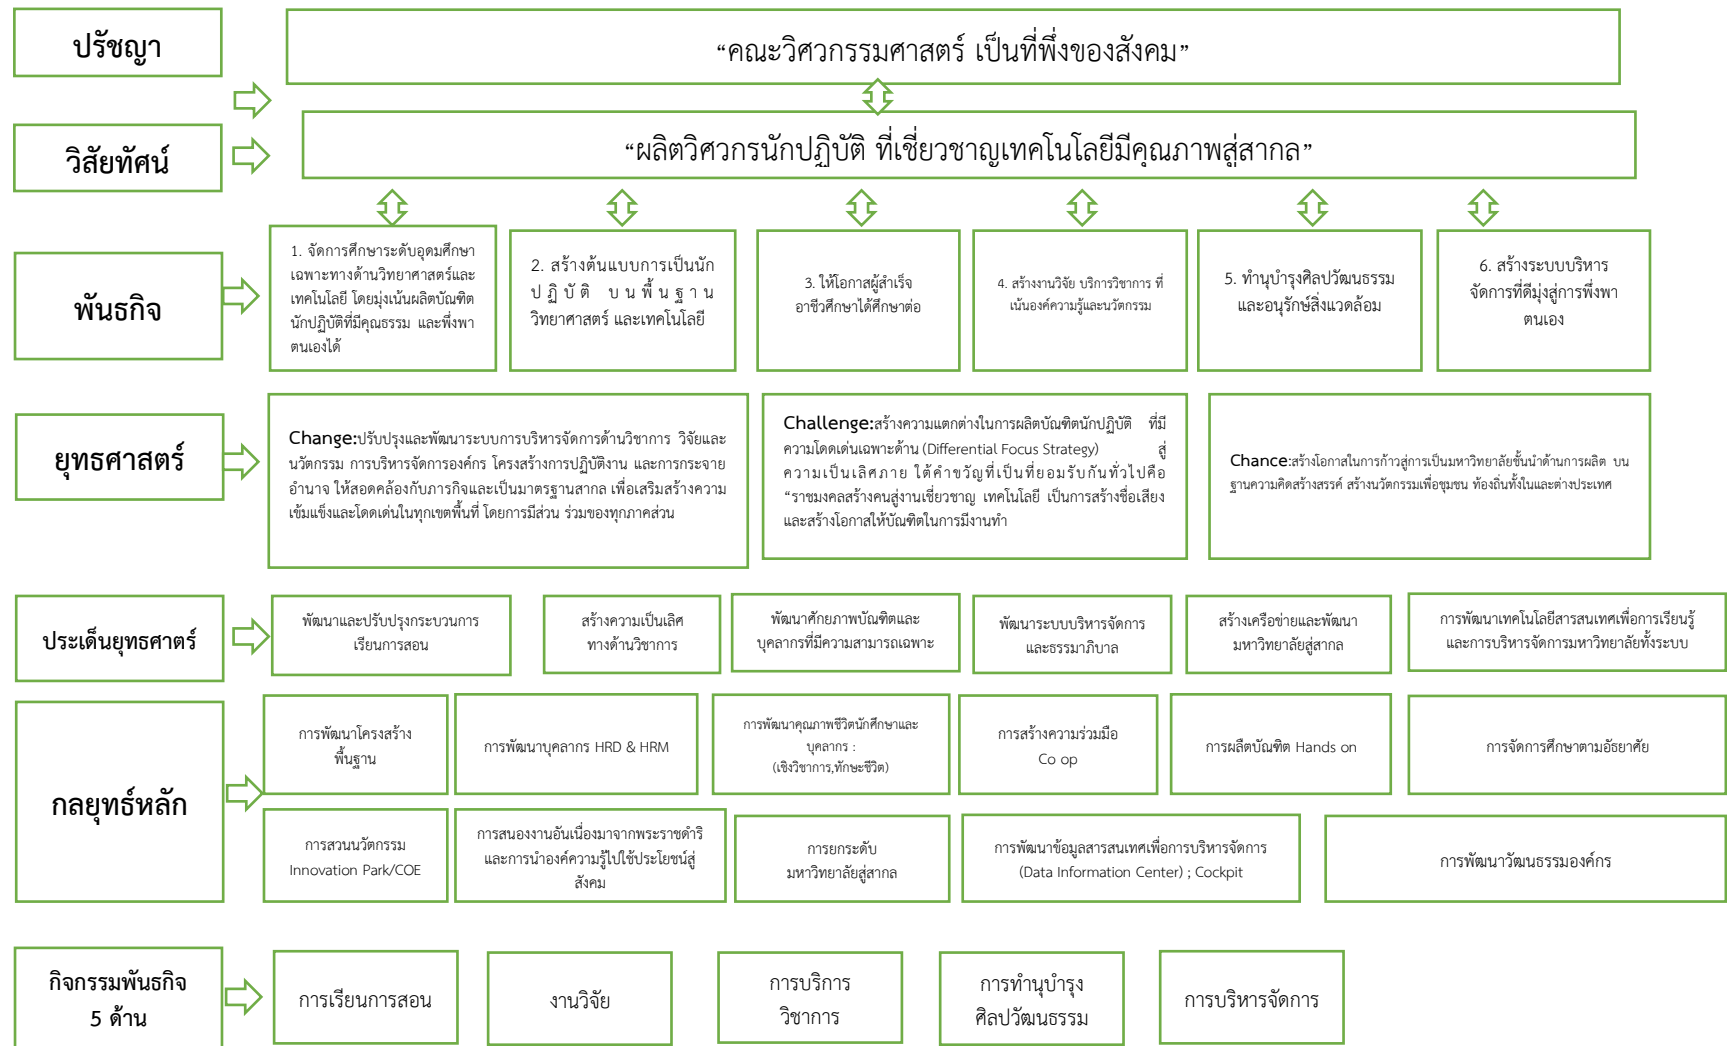 ปรัชญา
“คณะวิศวกรรมศาสตร์ เป็นที่พึ่งของสังคม”
วิสัยทัศน์
“ผลิตวิศวกรนักปฏิบัติ ที่เชี่ยวชาญเทคโนโลยีมีคุณภาพสู่สากล”
พันธกิจ
1. จัดการศึกษาระดับอุดมศึกษา
เฉพาะทางด้านวิทยาศาสตร์และ
เทคโนโลยี โดยมุ่งเน้นผลิตบัณฑิต
นักปฏิบัติที่มีคุณธรรม และพึ่งพา
ตนเองได้
2. สร้างต้นแบบการเป็นนัก
ปฏิบัติ บนพื้นฐาน
วิทยาศาสตร์ และเทคโนโลยี
3. ให้โอกาสผู้สำเร็จ
อาชีวศึกษาได้ศึกษาต่อ
4. สร้างงานวิจัย บริการวิชาการ ที่
เน้นองค์ความรู้และนวัตกรรม
5. ทำนุบำรุงศิลปวัฒนธรรม
และอนุรักษ์สิ่งแวดล้อม
6. สร้างระบบบริหาร
จัดการที่ดีมุ่งสู่การพึ่งพา
ตนเอง
ยุทธศาสตร์
Change:ปรับปรุงและพัฒนาระบบการบริหารจัดการด้านวิชาการ วิจัยและ
นวัตกรรม การบริหารจัดการองค์กร โครงสร้างการปฏิบัติงาน และการกระจาย
อำนาจ ให้สอดคล้องกับภารกิจและเป็นมาตรฐานสากล เพื่อเสริมสร้างความ
เข้มแข็งและโดดเด่นในทุกเขตพื้นที่ โดยการมีส่วน ร่วมของทุกภาคส่วน
Challenge:สร้างความแตกต่างในการผลิตบัณฑิตนักปฏิบัติ ที่มี
ความโดดเด่นเฉพาะด้าน (Differential Focus Strategy) สู่
ความเป็นเลิศภาย ใต้คำขวัญที่เป็นที่ยอมรับกันทั่วไปคือ
“ราชมงคลสร้างคนสู่งานเชี่ยวชาญ เทคโนโลยี เป็นการสร้างชื่อเสียง
และสร้างโอกาสให้บัณฑิตในการมีงานทำ
Chance:สร้างโอกาสในการก้าวสู่การเป็นมหาวิทยาลัยชั้นนำด้านการผลิต บน
ฐานความคิดสร้างสรรค์ สร้างนวัตกรรมเพื่อชุมชน ท้องถิ่นทั้งในและต่างประเทศ
ประเด็นยุทธศาตร์
พัฒนาและปรับปรุงกระบวนการ
เรียนการสอน
สร้างความเป็นเลิศ
ทางด้านวิชาการ
พัฒนาศักยภาพบัณฑิตและ
บุคลากรที่มีความสามารถเฉพาะ
พัฒนาระบบบริหารจัดการ
และธรรมาภิบาล
สร้างเครือข่ายและพัฒนา
มหาวิทยาลัยสู่สากล
การพัฒนาเทคโนโลยีสารสนเทศเพื่อการเรียนรู้
และการบริหารจัดการมหาวิทยาลัยทั้งระบบ
กลยุทธ์หลัก
การพัฒนาโครงสร้าง
พื้นฐาน
การพัฒนาบุคลากร HRD & HRM
การพัฒนาคุณภาพชีวิตนักศึกษาและ
บุคลากร :
(เชิงวิชาการ,ทักษะชีวิต)
การสร้างความร่วมมือ
Co op
การผลืตบัณฑิต Hands on
การจัดการศึกษาตามอัธยาศัย
การสวนนวัตกรรม
Innovation Park/COE
การสนองงานอันเนื่องมาจากพระราชดำริ
และการนำองค์ความรู้ไปใช้ประโยชน์สู่
สังคม
การยกระดับ
มหาวิทยาลัยสู่สากล
การพัฒนาข้อมูลสารสนเทศเพื่อการบริหารจัดการ
(Data Information Center) ; Cockpit
การพัฒนาวัฒนธรรมองค์กร
กิจกรรมพันธกิจ
5 ด้าน
การเรียนการสอน
งานวิจัย
การบริการ
วิชาการ
การทำนุบำรุง
ศิลปวัฒนธรรม
การบริหารจัดการ